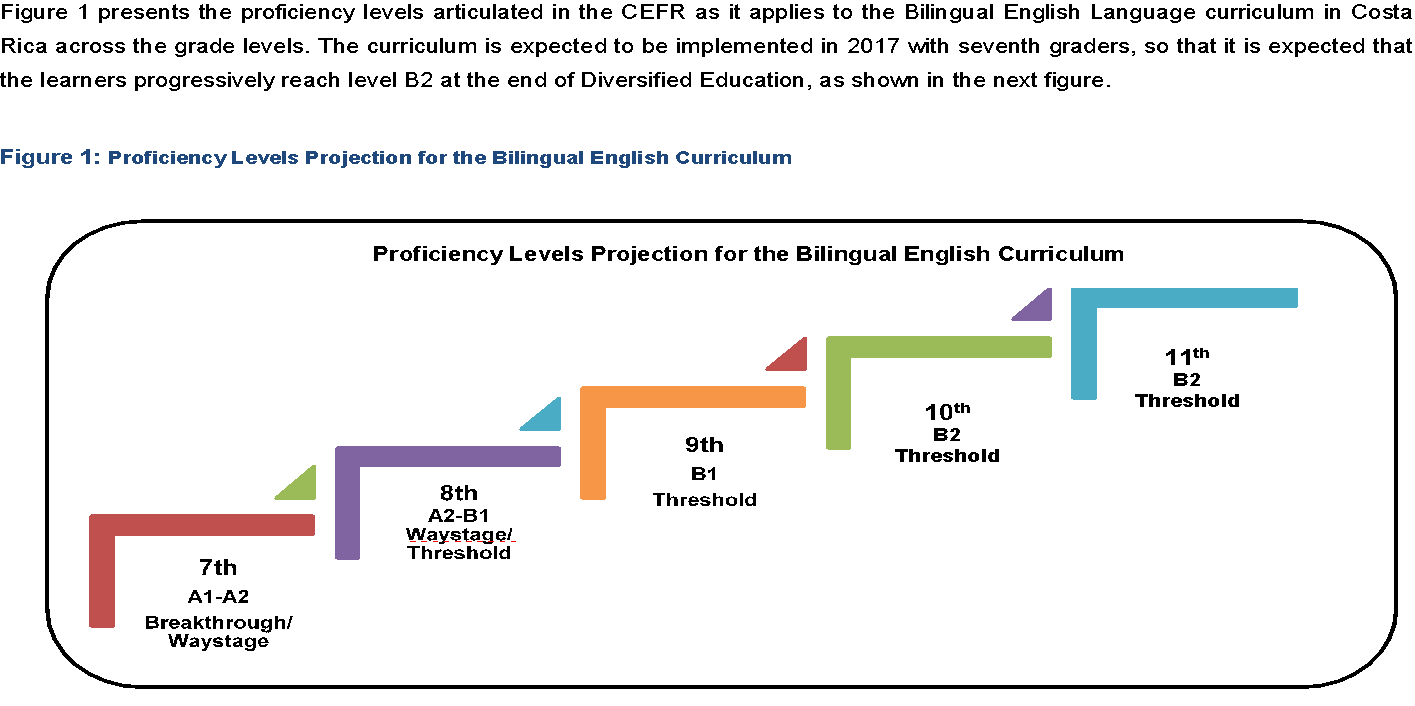 Figure 1 presents the proficiency levels articulated in the CEFR as it applies to the Bilingual English Language curriculum in Costa
Rica across the grade levels. The curriculum is expected to be implemented in 2017 with seventh graders, so that it is expected that
the learners progressively reach level B2 at the end of Diversified Education, as shown in the next figure.
Figure 1: Proficiency Levels Projection for the Bilingual English Curriculum
Proficiency Levels Projection for the Bilingual English Curriculum
7th
A1-A2
Breakthrough/
Waystage
8th
A2-B1
Waystage/
Threshold
9th
B1
Threshold
10th
B2
Threshold
11th
B2
Threshold